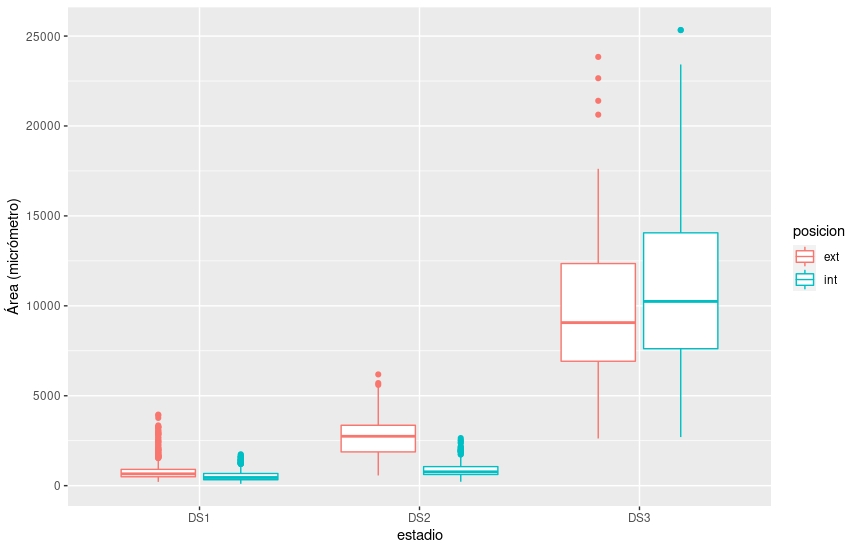 25000
20000
15000
10000
5000
0
Área (micrómetro)
DS1
DS2
DS3
estadio
posicion
ext
int